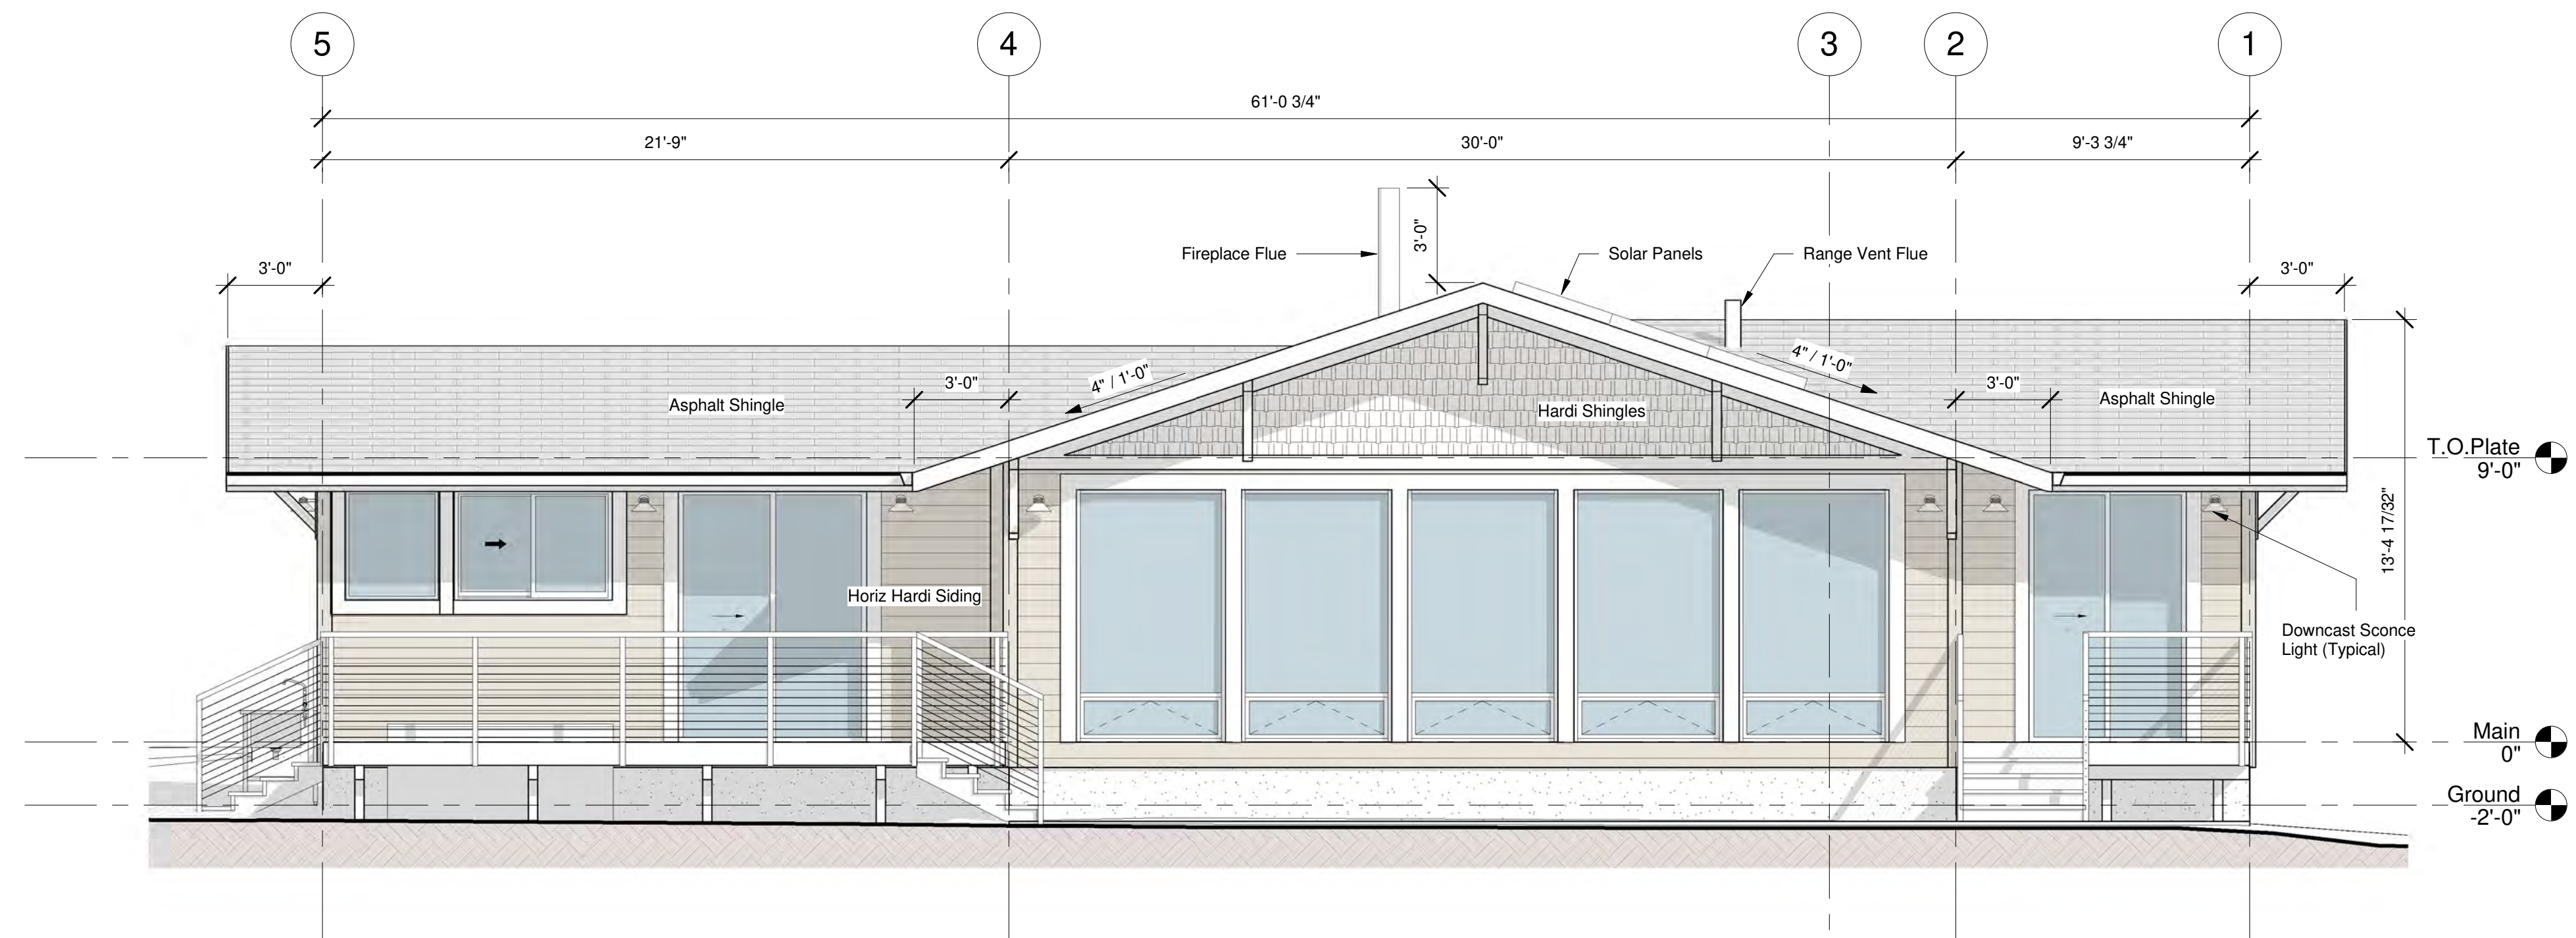 5
4
3
2
1
61'-0 3/4"
21'-9"
30'-0"
9'-3 3/4"
3'-0"
Fireplace Flue
3'-0"
Solar Panels
Range Vent Flue
3'-0"
4" / 1'-0"
4" / 1'-0"
3'-0"
3'-0"
Asphalt Shingle
Hardi Shingles
Asphalt Shingle
T.O.Plate
9'-0"
13'-4 17/32"
Horiz Hardi Siding
Downcast Sconce
Light (Typical)
Main
0"
Ground
-2'-0"